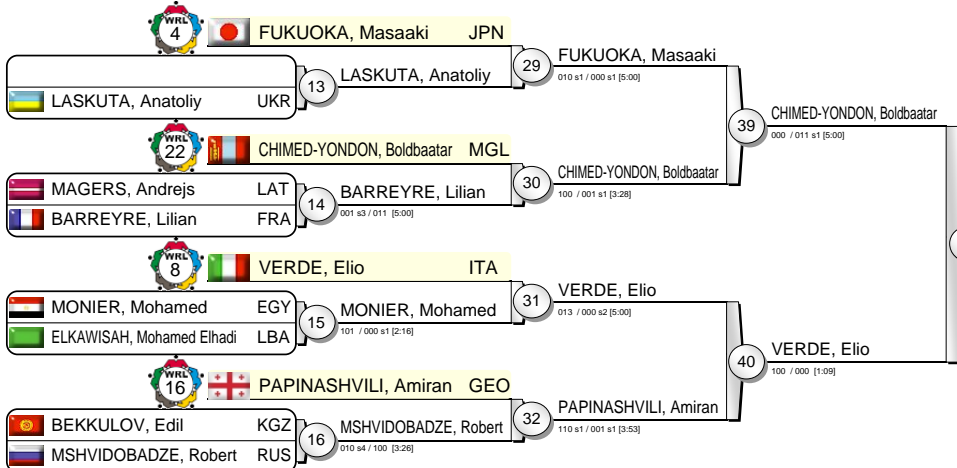 WRL 4 FUKUOKA, Masaaki JPN
29 FUKUOKA, Masaaki
010 s1 / 000 s1 [5:00]
13 LASKUTA, Anatoliy
LASKUTA, Anatoliy UKR
39 CHIMED-YONDON, Boldbaatar
000 / 011 s1 [5:00]
WRL 22 CHIMED-YONDON, Boldbaatar MGL
30 CHIMED-YONDON, Boldbaatar
100 / 001 s1 [3:28]
MAGERS, Andrejs LAT
14 BARREYRE, Lilian
001 s3 / 011 [5:00]
BARREYRE, Lilian FRA
WRL 8 VERDE, Elio ITA
31 VERDE, Elio
013 / 000 s2 [5:00]
MONIER, Mohamed EGY
15 MONIER, Mohamed
101 / 000 s1 [2:16]
ELKAWISAH, Mohamed Elhadi LBA
40 VERDE, Elio
100 / 000 [1:09]
WRL 16 PAPINASHVILI, Amiran GEO
32 PAPINASHVILI, Amiran
110 s1 / 001 s1 [3:53]
BEKKULOV, Edil KGZ
16 MSHVIDOBADZE, Robert
010 s4 / 100 [3:26]
MSHVIDOBADZE, Robert RUS